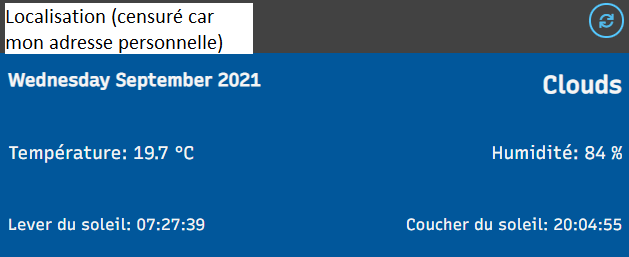 Localisation (censuré car
mon adresse personnelle)
Wednesday September 2021
Clouds
Température: 19.7 °C
Humidité: 84 %
Lever du soleil: 07:27:39
Coucher du soleil: 20:04:55